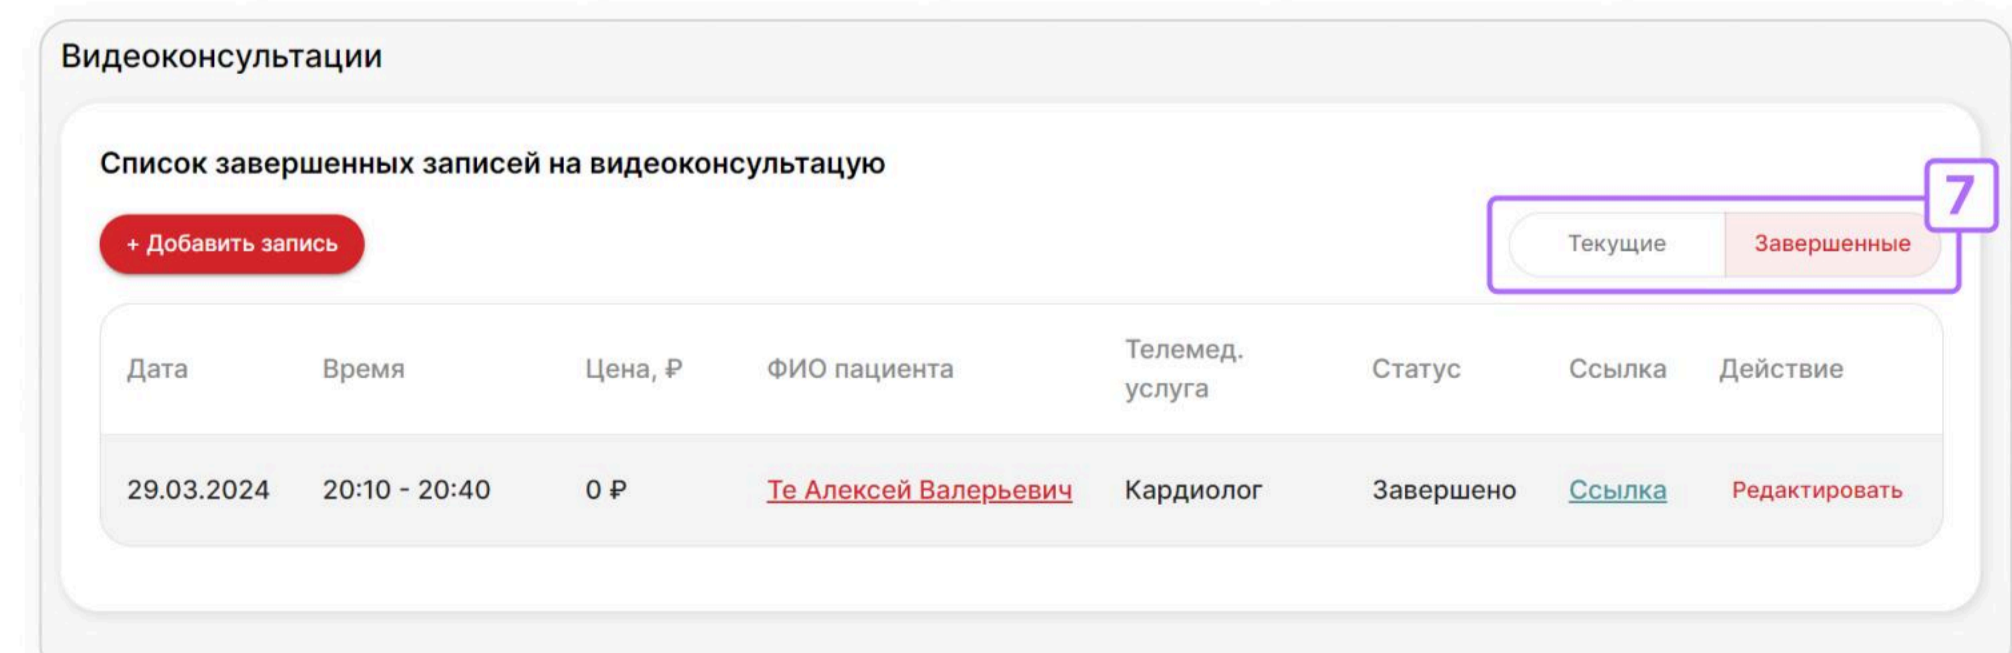 Видеоконсультации
Список завершенных записей на видеоконсультацую
7
+ Добавить запись
Текущие
Завершенные
Дата
Время
Цена, ₽
ФИО пациента
Телемед.
услуга
Статус
Ссылка
Действие
29.03.2024
20:10 - 20:40
0 ₽
Те Алексей Валерьевич
Кардиолог
Завершено
Ссылка
Редактировать